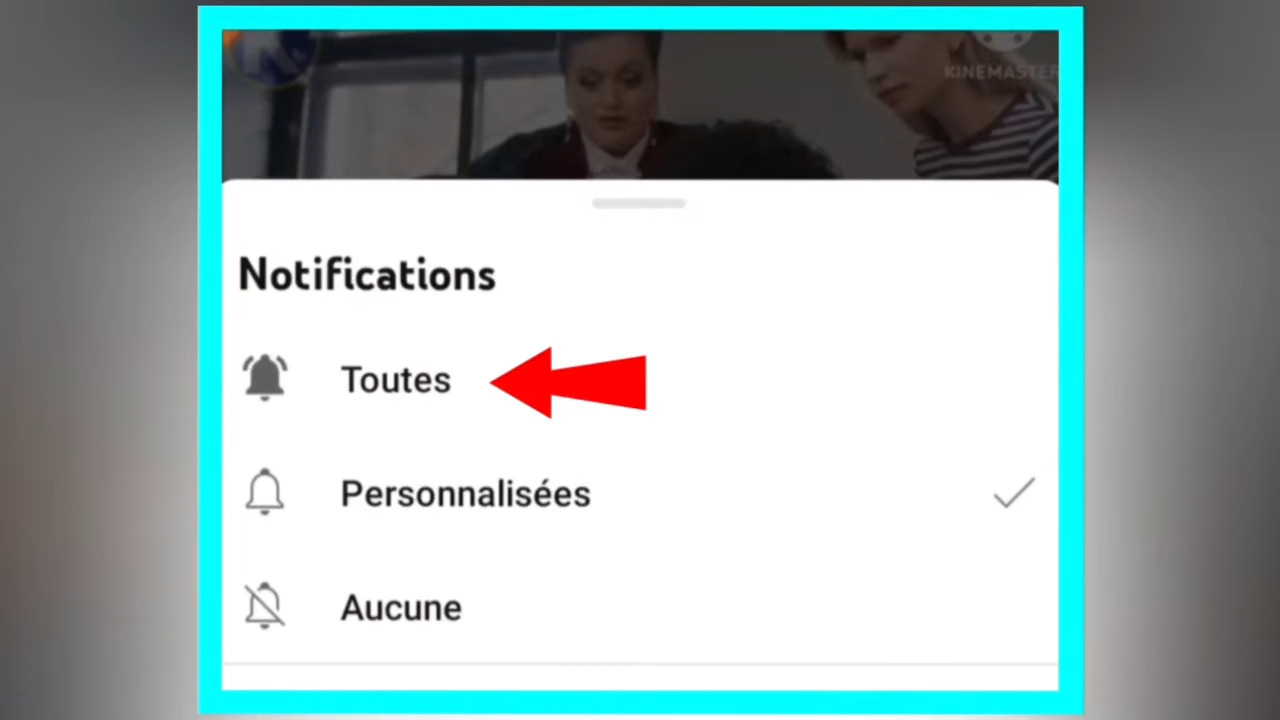 KINEMASTER
Notifications
Toutes
Personnalisées
Aucune